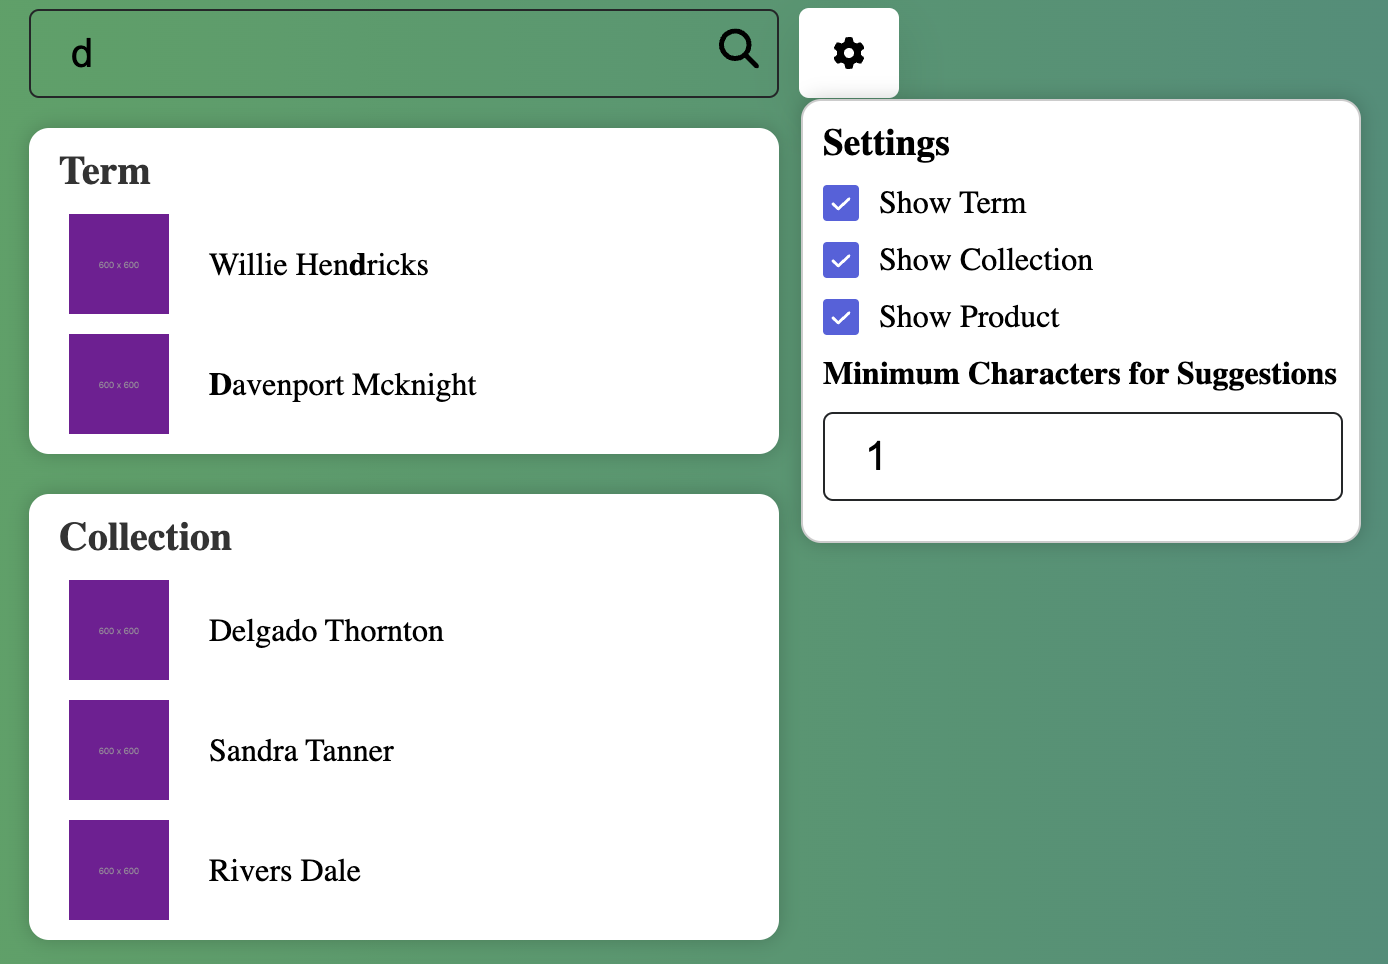 d
Term
600 x 600
Willie Hendricks
600 x 600
Davenport Mcknight
Collection
600 x 600
Delgado Thornton
600 x 600
Sandra Tanner
600 x 600
Rivers Dale
Settings
Show Term
Show Collection
Show Product
Minimum Characters for Suggestions
1